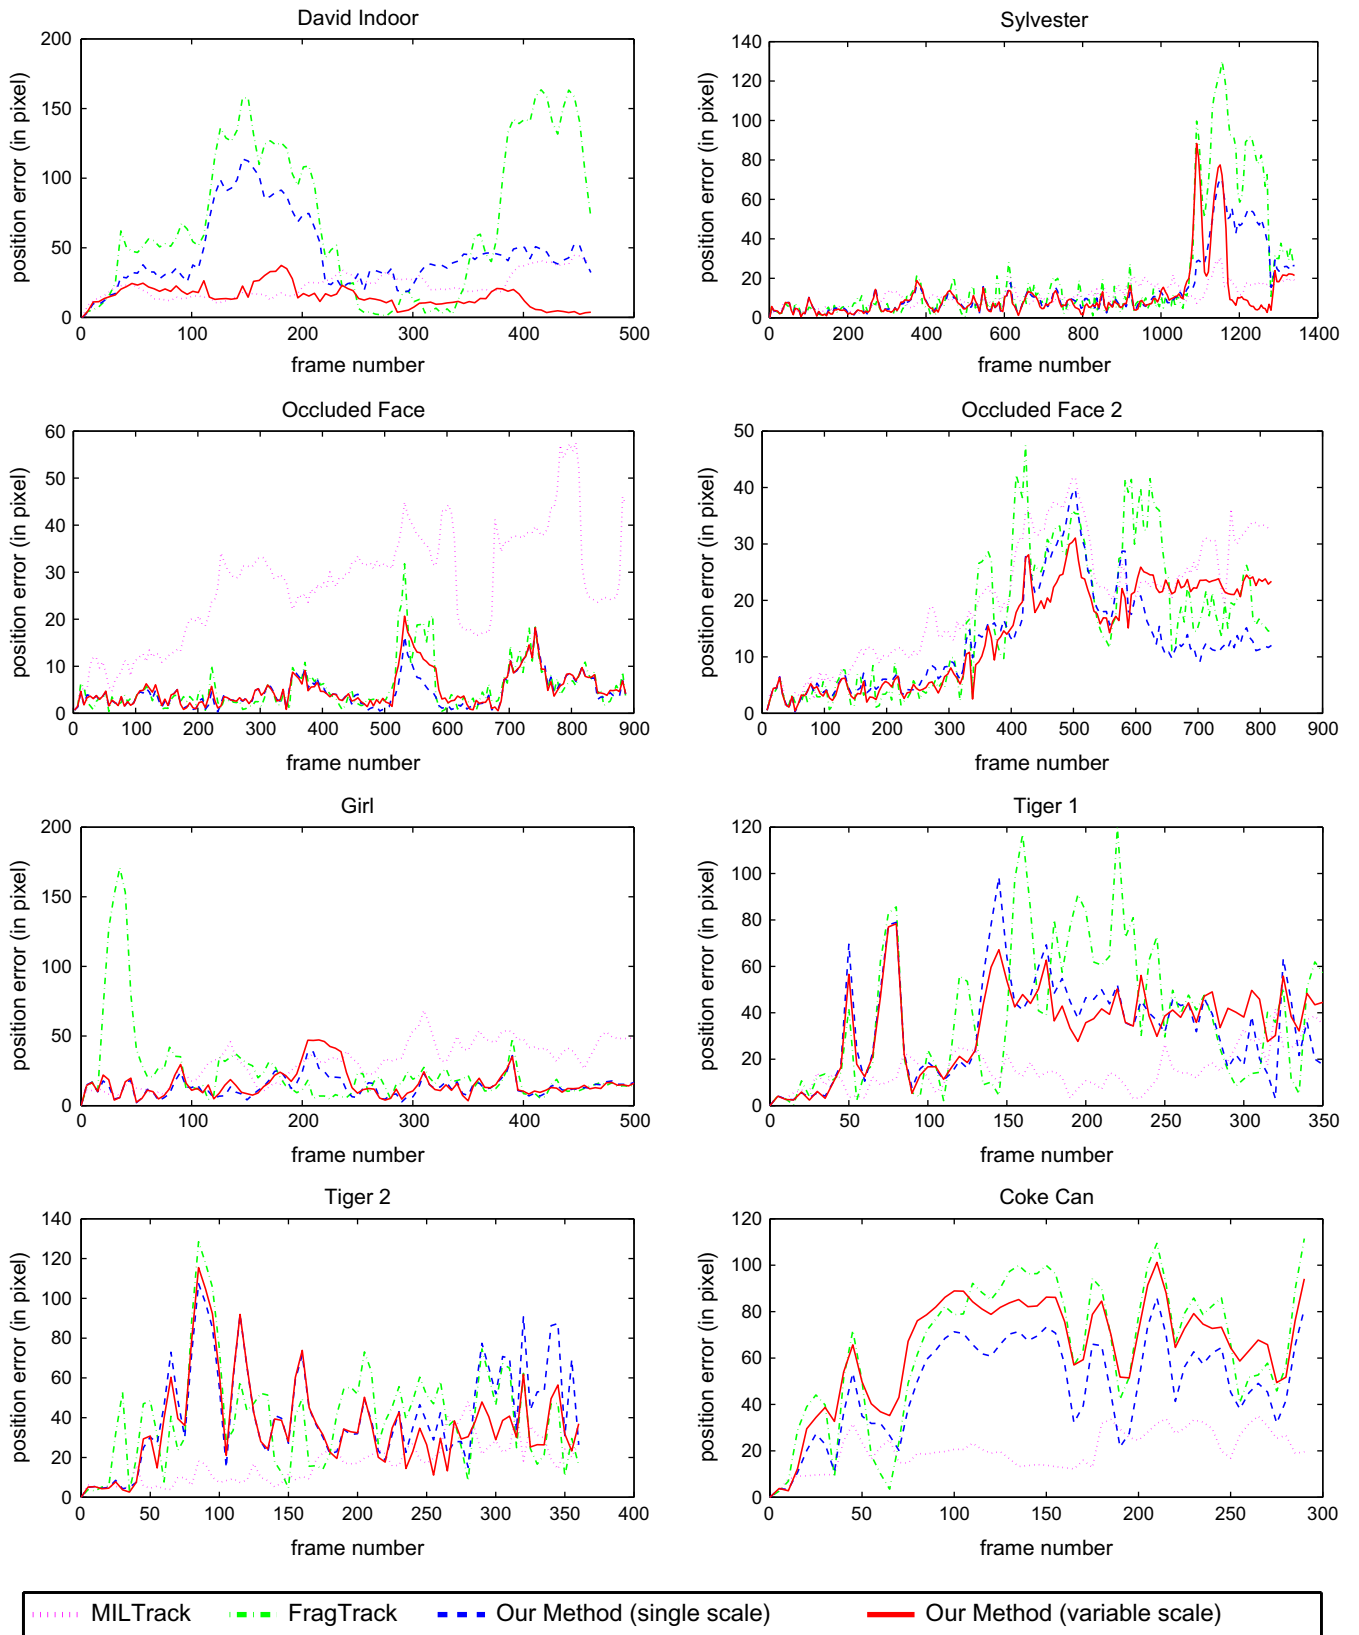 David Indoor
position error (in pixel)
200
150
100
50
0
0 100 200 300 400 500
frame number
Sylvester
position error (in pixel)
140
120
100
80
60
40
20
0
0 200 400 600 800 1000 1200 1400
frame number
Occluded Face
position error (in pixel)
60
50
40
30
20
10
0
0 100 200 300 400 500 600 700 800 900
frame number
Occluded Face 2
position error (in pixel)
50
40
30
20
10
0
0 100 200 300 400 500 600 700 800 900
frame number
Girl
position error (in pixel)
200
150
100
50
0
0 100 200 300 400 500
frame number
Tiger 1
position error (in pixel)
120
100
80
60
40
20
0
0 50 100 150 200 250 300 350
frame number
Tiger 2
position error (in pixel)
140
120
100
80
60
40
20
0
0 50 100 150 200 250 300 350 400
frame number
Coke Can
position error (in pixel)
120
100
80
60
40
20
0
0 50 100 150 200 250 300
frame number
MILTrack FragTrack Our Method (single scale) Our Method (variable scale)